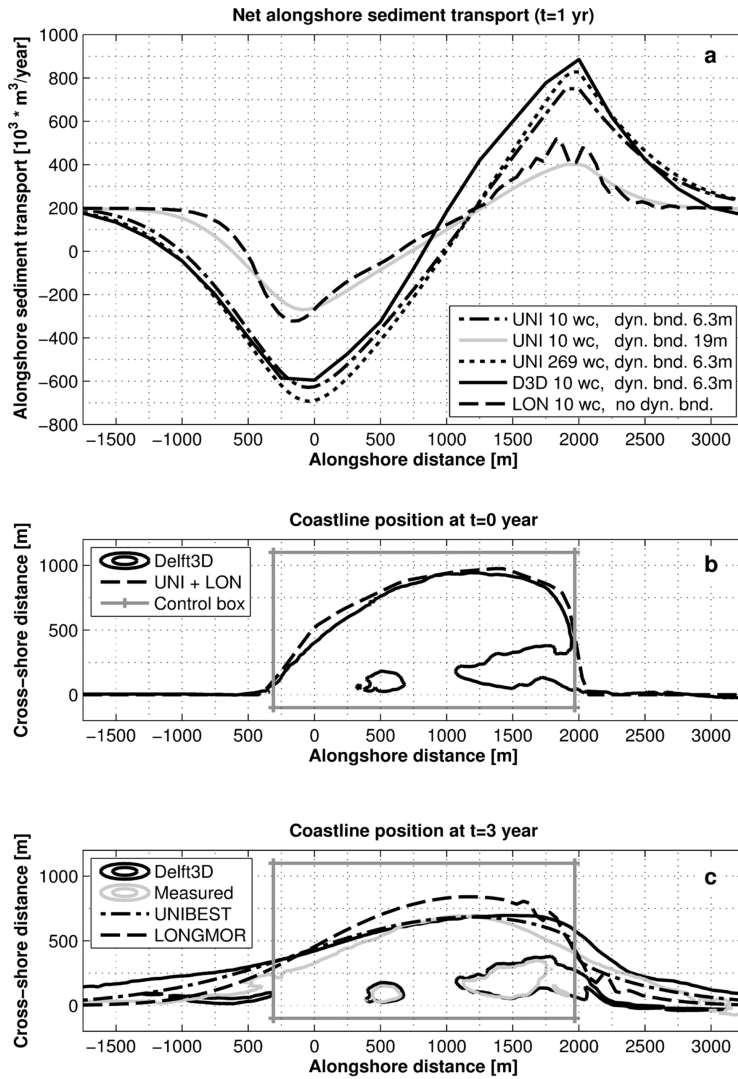 Net alongshore sediment transport (t=1 yr)
a
Alongshore sediment transport [10³ * m³/year]
1000
800
600
400
200
0
−200
−400
−600
−800
UNI 10 wc, dyn. bnd. 6.3m
UNI 10 wc, dyn. bnd. 19m
UNI 269 wc, dyn. bnd. 6.3m
D3D 10 wc, dyn. bnd. 6.3m
LON 10 wc, no dyn. bnd.
−1500 −1000 −500 0 500 1000 1500 2000 2500 3000
Alongshore distance [m]
Coastline position at t=0 year
b
Cross−shore distance [m]
1000
500
0
Delft3D
UNI + LON
Control box
−1500 −1000 500 0 500 1000 1500 2000 2500 3000
Alongshore distance [m]
Coastline position at t=3 year
c
Cross−shore distance [m]
1000
500
0
Delft3D
Measured
UNIBEST
LONGMOR
−1500 −1000 500 0 500 1000 1500 2000 2500 3000
Alongshore distance [m]